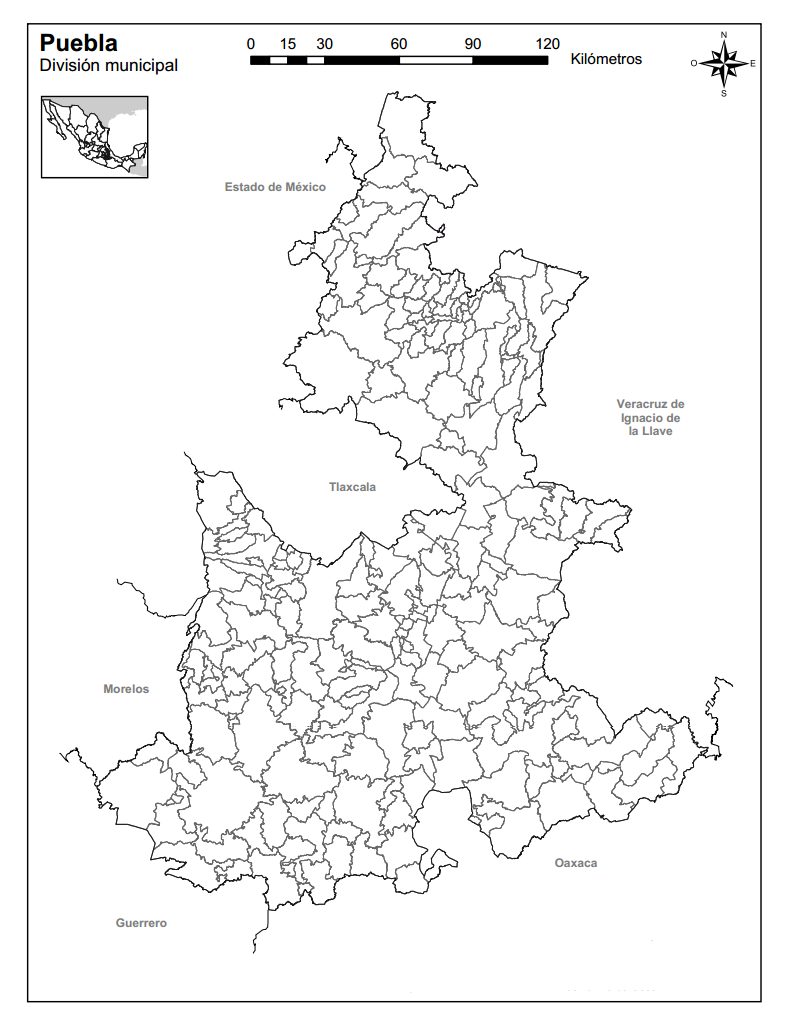 Puebla
División municipal
0 15 30 60 90 120
Kilómetros
N
O E
S
Estado de México
Veracruz de
Ignacio de
la Llave
Tlaxcala
Morelos
Oaxaca
Guerrero